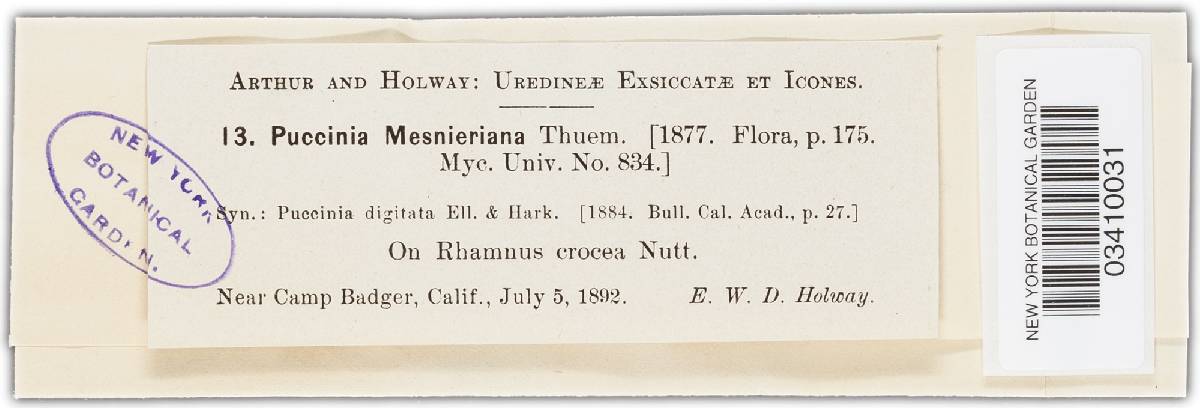 ARTHUR AND HOLWAY: UREDINEÆ EXSICCATÆ ET ICONES.
13. Puccinia Mesnieriana Thuem. [1877. Flora, p. 175.
Myc. Univ. No. 834.]
Syn.: Puccinia digitata Ell. & Hark. [1884. Bull. Cal. Acad., p. 27.]
On Rhamnus crocea Nutt.
Near Camp Badger, Calif., July 5, 1892. E. W. D. Holway.
NEW YORK
BOTANICAL
GARDEN.
NEW YORK BOTANICAL GARDEN
03410031